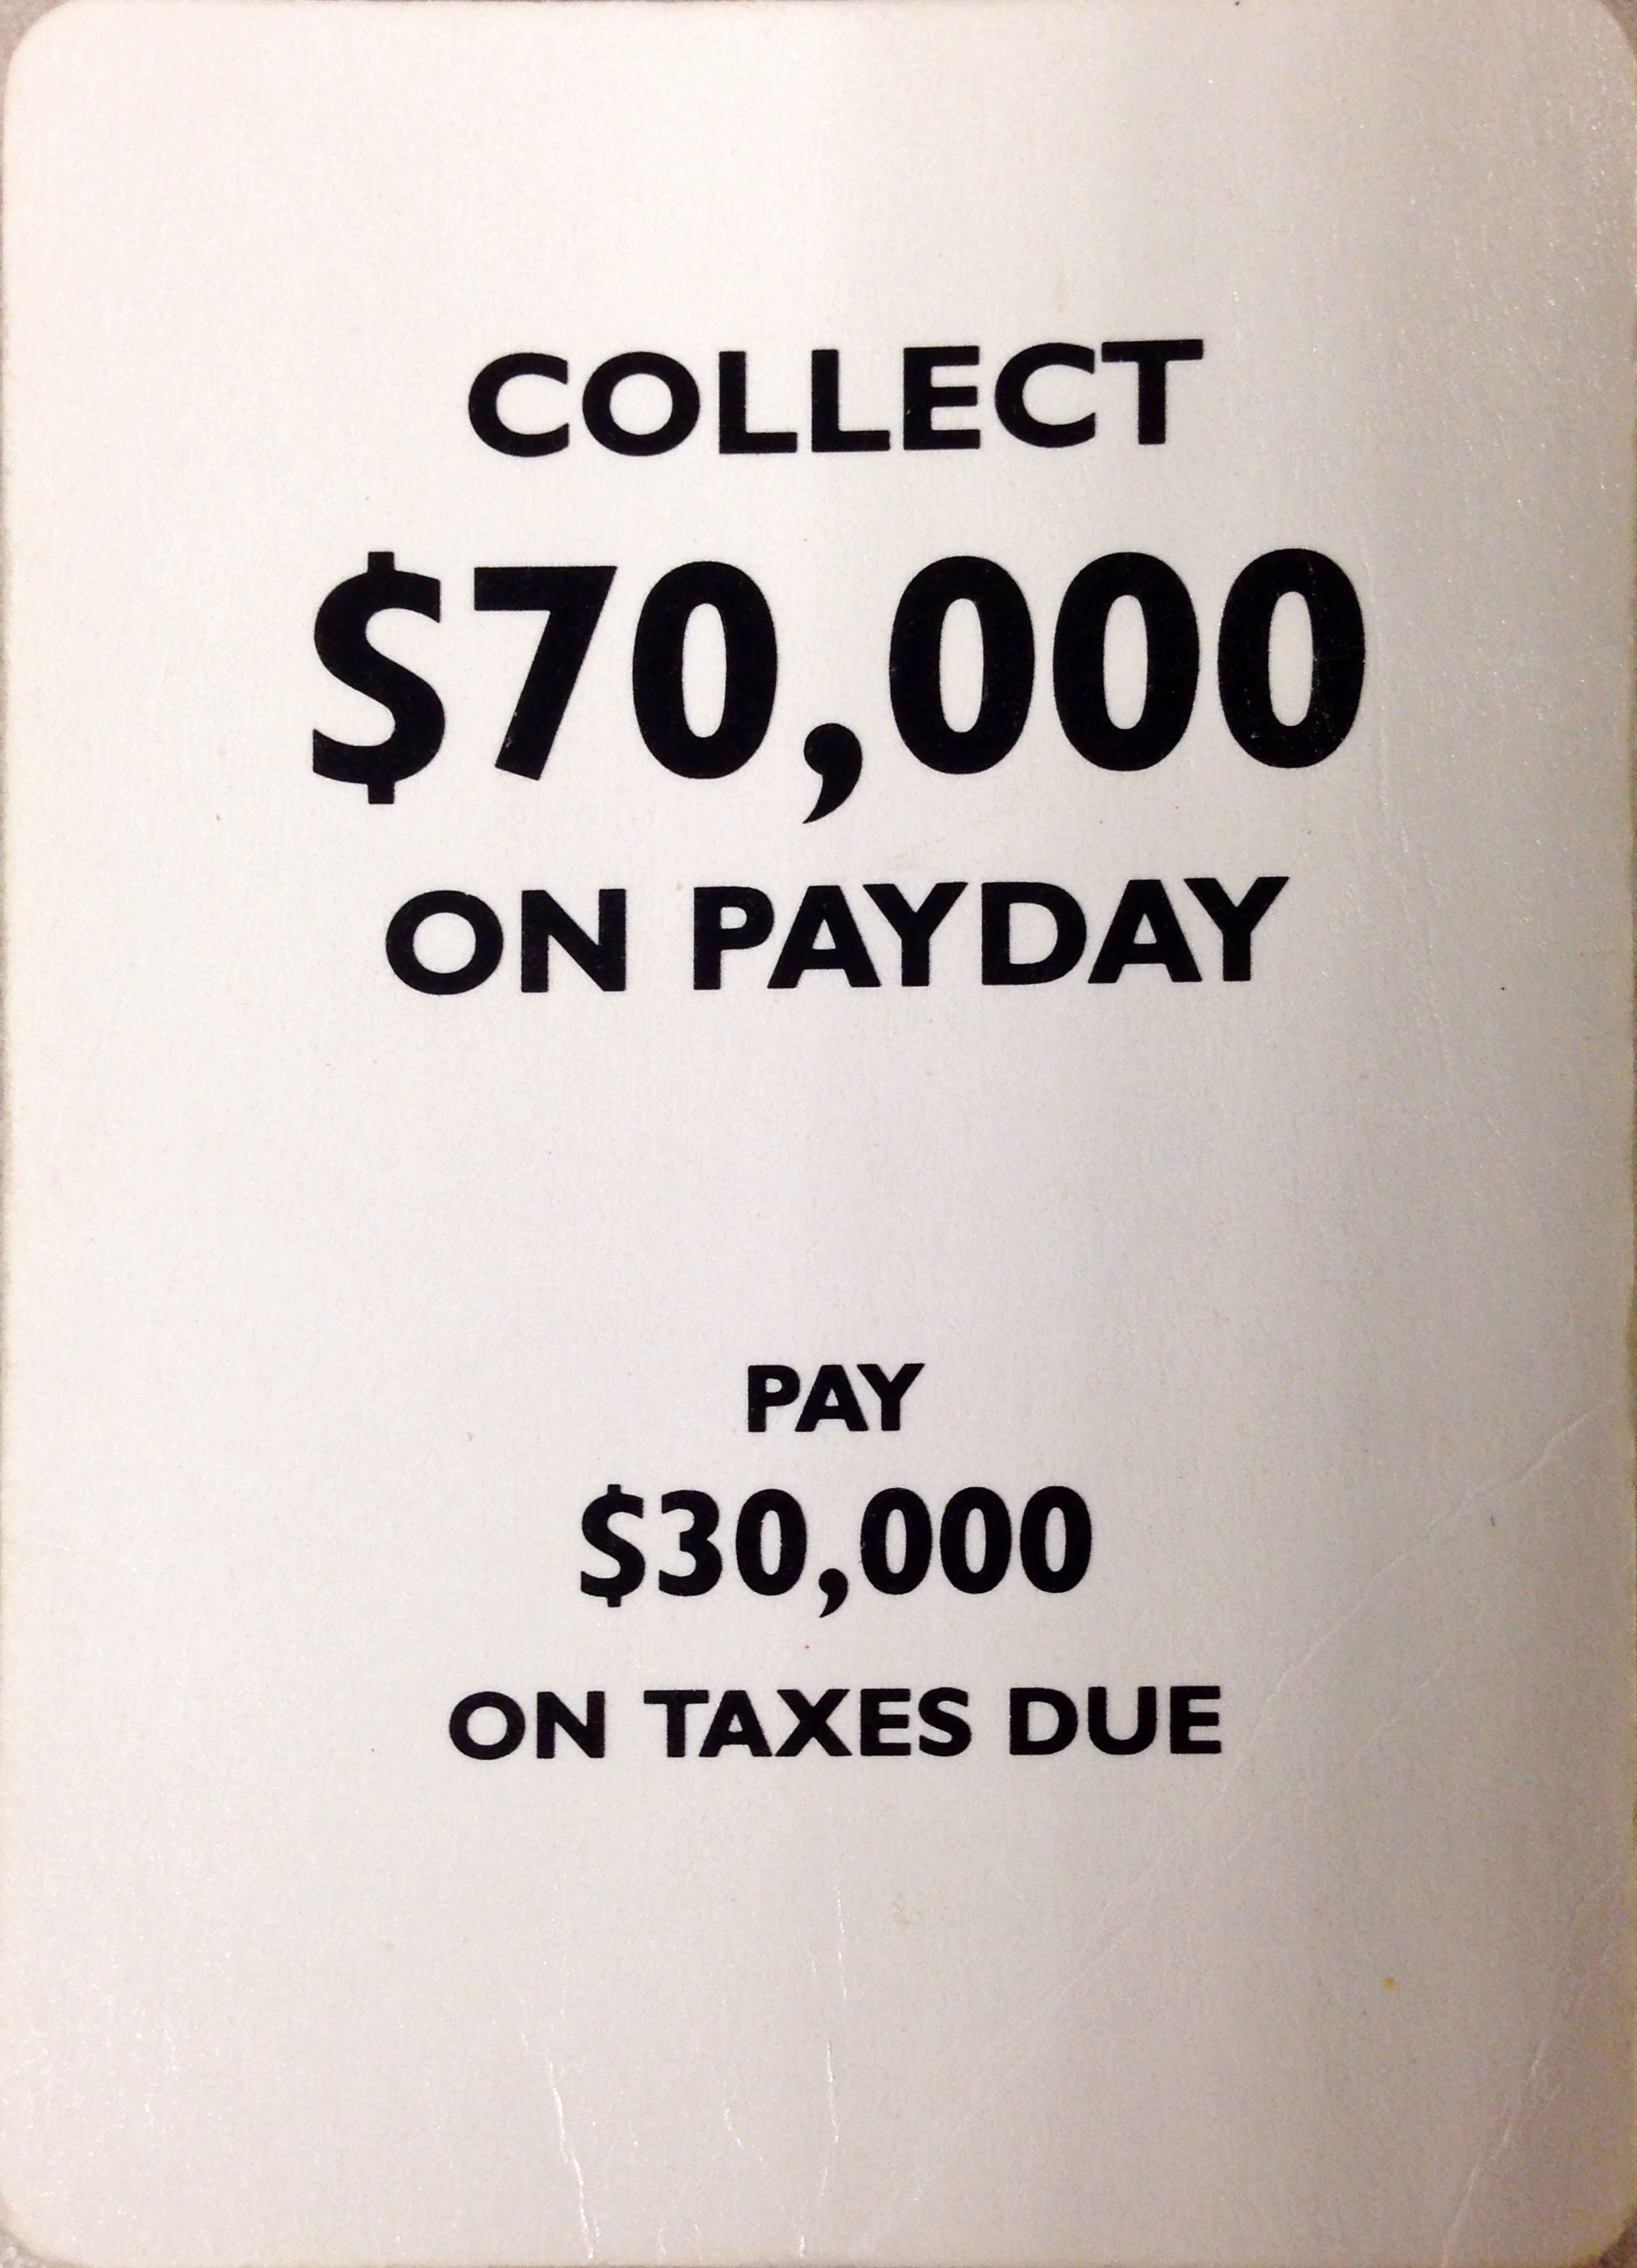 COLLECT
$70,000
ON PAYDAY
PAY
$30,000
ON TAXES DUE